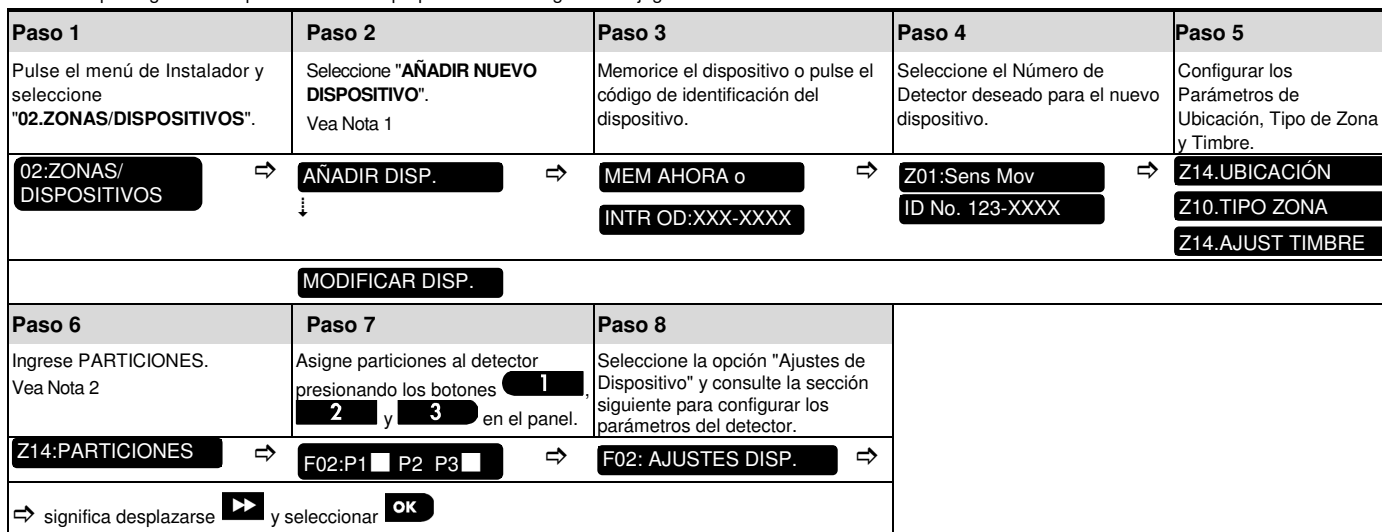 Paso 1
Paso 2
Paso 3
Paso 4
Paso 5
Pulse el menú de Instalador y
seleccione
"02.ZONAS/DISPOSITIVOS".
Seleccione "AÑADIR NUEVO
DISPOSITIVO".
Vea Nota 1
Memorice el dispositivo o pulse el
código de identificación del
dispositivo.
Seleccione el Número de
Detector deseado para el nuevo
dispositivo.
Configurar los
Parámetros de
Ubicación, Tipo de Zona
y Timbre.
02:ZONAS/
DISPOSITIVOS
⇨
AÑADIR DISP.
⇨
MEM AHORA o
INTR OD:XXX-XXXX
⇨
Z01:Sens Mov
ID No. 123-XXXX
⇨
Z14.UBICACIÓN
Z10.TIPO ZONA
Z14.AJUST TIMBRE
MODIFICAR DISP.
Paso 6
Paso 7
Paso 8
Ingrese PARTICIONES.
Vea Nota 2
Asigne particiones al detector
presionando los botones 1,
2 y 3 en el panel.
Seleccione la opción "Ajustes de
Dispositivo" y consulte la sección
siguiente para configurar los
parámetros del detector.
Z14:PARTICIONES
⇨
F02:P1■ P2 P3■
⇨
F02: AJUSTES DISP.
⇨
⇨ significa desplazarse ▶▶ y seleccionar OK